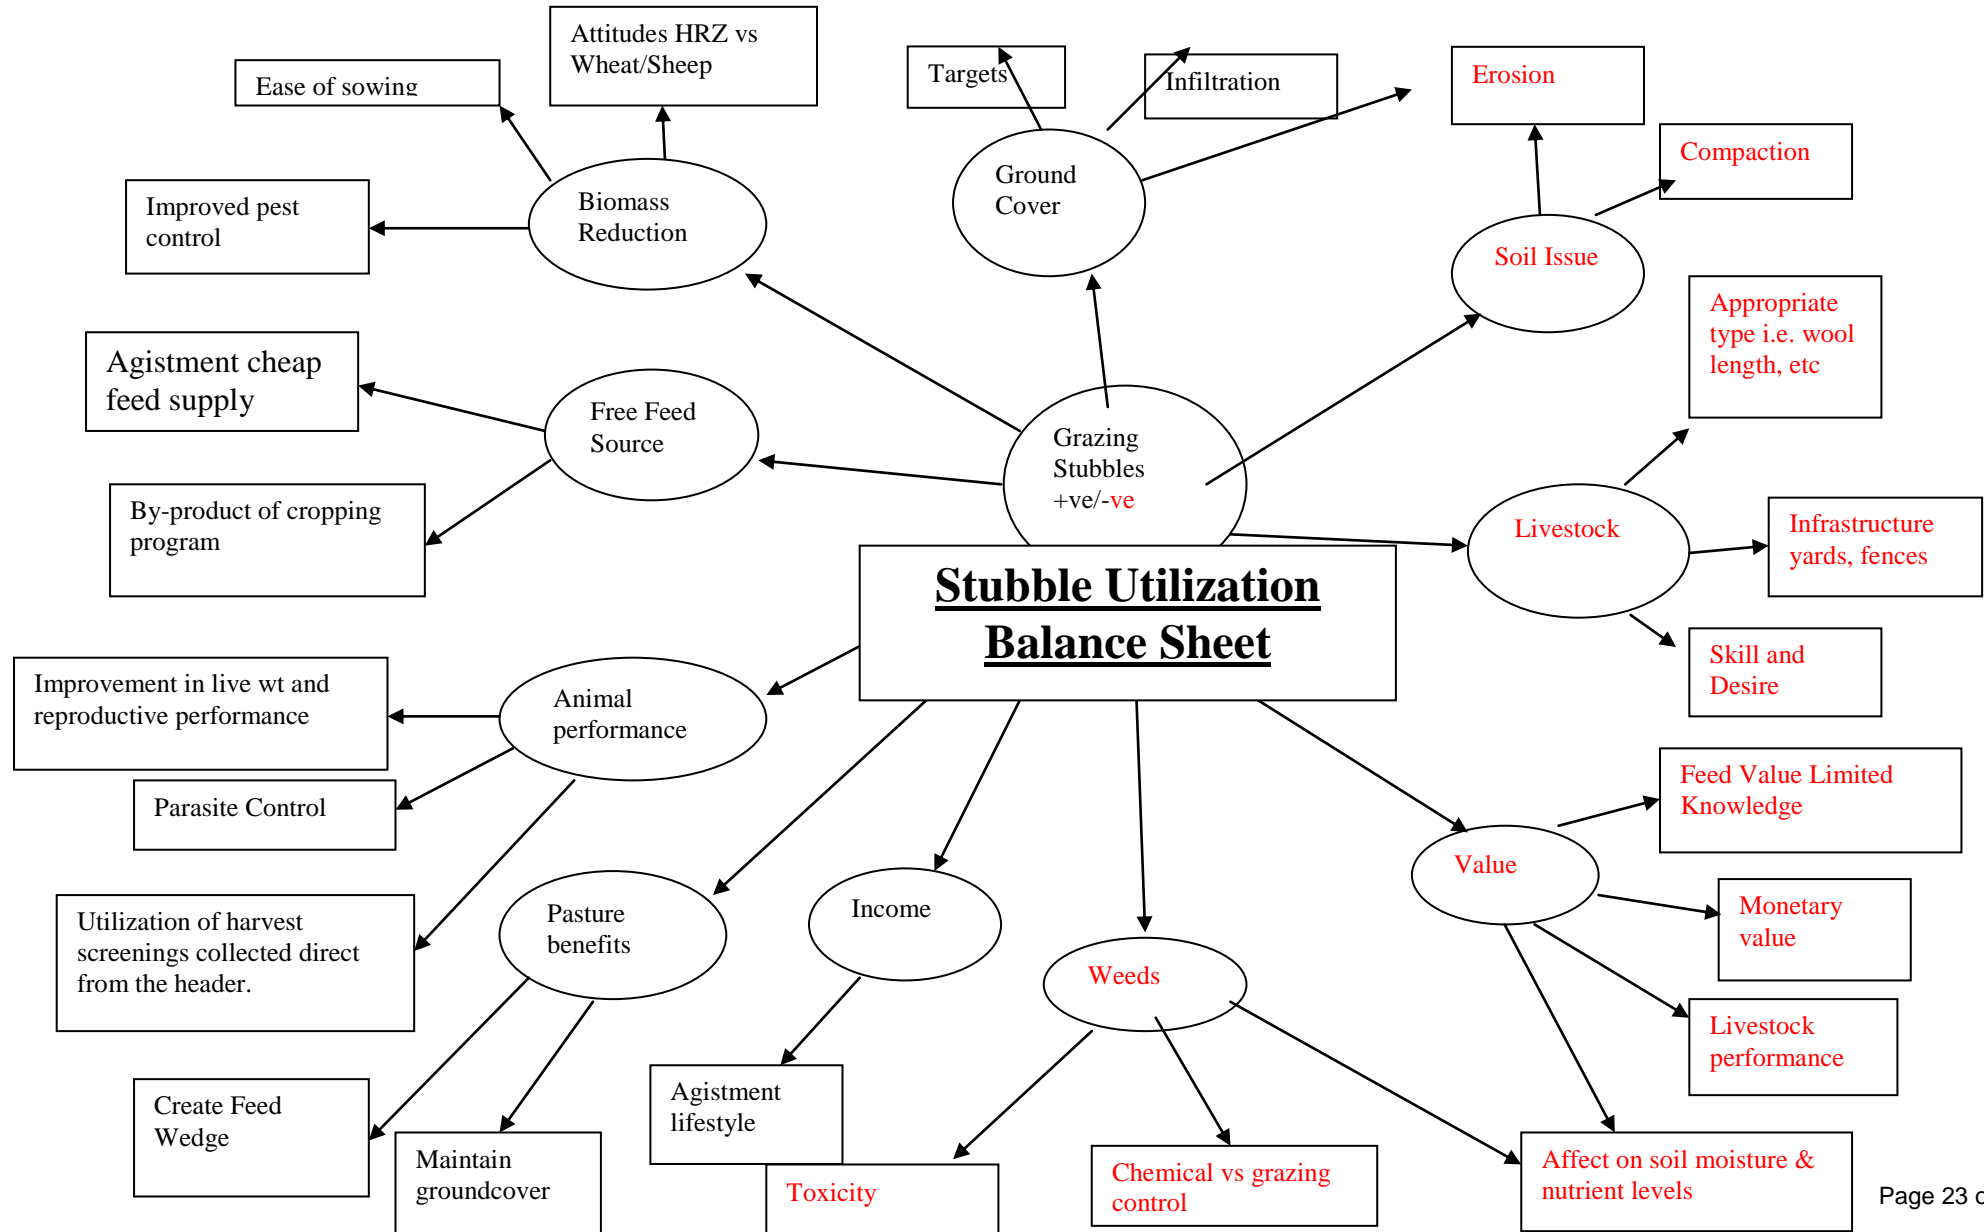 Attitudes HRZ vs
Wheat/Sheep
Ease of sowing
Targets
Infiltration
Erosion
Compaction
Improved pest
control
Biomass
Reduction
Ground
Cover
Soil Issue
Appropriate
type i.e. wool
length, etc
Agistment cheap
feed supply
Free Feed
Source
Grazing
Stubbles
+ve/-ve
By-product of cropping
program
Livestock
Infrastructure
yards, fences
Stubble Utilization
Balance Sheet
Skill and
Desire
Improvement in live wt and
reproductive performance
Animal
performance
Parasite Control
Feed Value Limited
Knowledge
Value
Monetary
value
Utilization of harvest
screenings collected direct
from the header.
Pasture
benefits
Income
Weeds
Livestock
performance
Create Feed
Wedge
Maintain
groundcover
Agistment
lifestyle
Toxicity
Chemical vs grazing
control
Affect on soil moisture &
nutrient levels
Page 23 o